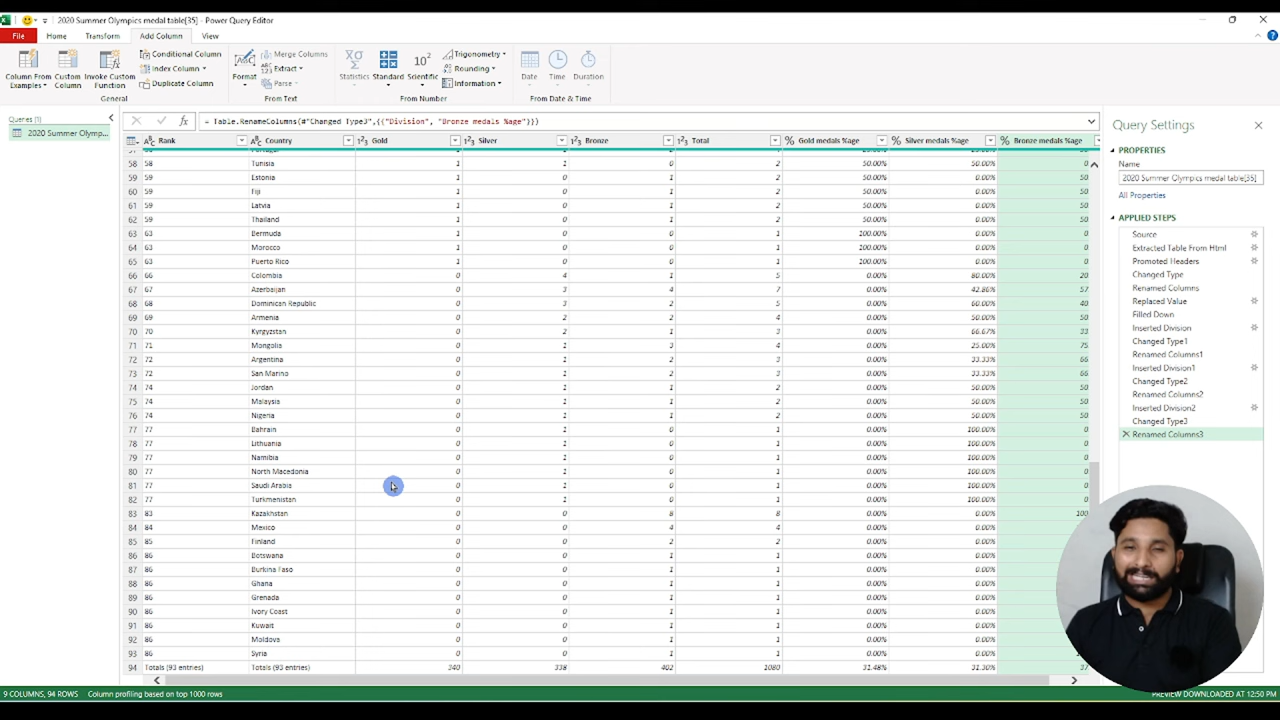 2020 Summer Olympics medal table[35] - Power Query Editor
File Home Transform Add Column View
Column From Examples Custom Column Invoke Custom Function
Conditional Column
Index Column
Duplicate Column
General
Format
Merge Columns
Extract
Parse
From Text
Statistics Standard Scientific
Trigonometry
Rounding
Information
From Number
Date Time Duration
From Date & Time
Queries [1]
2020 Summer Olymp...
= Table.RenameColumns(#"Changed Type3",{{"Division", "Bronze medals %age"}})
Rank Country Gold Silver Bronze Total Gold medals %age Silver medals %age Bronze medals %age
58 58 Tunisia 1 1 0 2 50.00% 50.00% 0
59 59 Estonia 1 0 1 2 50.00% 0.00% 50
60 59 Fiji 1 0 1 2 50.00% 0.00% 50
61 59 Latvia 1 0 1 2 50.00% 0.00% 50
62 59 Thailand 1 0 1 2 50.00% 0.00% 50
63 63 Bermuda 1 0 0 1 100.00% 0.00% 0
64 63 Morocco 1 0 0 1 100.00% 0.00% 0
65 63 Puerto Rico 1 0 0 1 100.00% 0.00% 0
66 66 Colombia 0 4 1 5 0.00% 80.00% 20
67 67 Azerbaijan 0 3 4 7 0.00% 42.86% 57
68 68 Dominican Republic 0 3 2 5 0.00% 60.00% 40
69 69 Armenia 0 2 2 4 0.00% 50.00% 50
70 70 Kyrgyzstan 0 2 1 3 0.00% 66.67% 33
71 71 Mongolia 0 1 3 4 0.00% 25.00% 75
72 72 Argentina 0 1 2 3 0.00% 33.33% 66
73 72 San Marino 0 1 2 3 0.00% 33.33% 66
74 74 Jordan 0 1 1 2 0.00% 50.00% 50
75 74 Malaysia 0 1 1 2 0.00% 50.00% 50
76 74 Nigeria 0 1 1 2 0.00% 50.00% 50
77 77 Bahrain 0 1 0 1 0.00% 100.00% 0
78 77 Lithuania 0 1 0 1 0.00% 100.00% 0
79 77 Namibia 0 1 0 1 0.00% 100.00% 0
80 77 North Macedonia 0 1 0 1 0.00% 100.00% 0
81 77 Saudi Arabia 0 1 0 1 0.00% 100.00% 0
82 77 Turkmenistan 0 1 0 1 0.00% 100.00% 0
83 83 Kazakhstan 0 0 8 8 0.00% 0.00% 100
84 84 Mexico 0 0 4 4 0.00% 0.00%
85 85 Finland 0 0 2 2 0.00% 0.00%
86 86 Botswana 0 0 1 1 0.00% 0.00%
87 86 Burkina Faso 0 0 1 1 0.00% 0.00%
88 86 Ghana 0 0 1 1 0.00% 0.00%
89 86 Grenada 0 0 1 1 0.00% 0.00%
90 86 Ivory Coast 0 0 1 1 0.00% 0.00%
91 86 Kuwait 0 0 1 1 0.00% 0.00%
92 86 Moldova 0 0 1 1 0.00% 0.00%
93 86 Syria 0 0 1 1 0.00% 0.00%
94 Totals (93 entries) Totals (93 entries) 340 338 402 1080 31.48% 31.30% 37
Query Settings
PROPERTIES
Name
2020 Summer Olympics medal table[35]
All Properties
APPLIED STEPS
Source
Extracted Table From Html
Promoted Headers
Changed Type
Renamed Columns
Replaced Value
Filled Down
Inserted Division
Changed Type1
Renamed Columns1
Inserted Division1
Changed Type2
Renamed Columns2
Inserted Division2
Changed Type3
Renamed Columns3
9 COLUMNS, 94 ROWS Column profiling based on top 1000 rows
PREVIEW DOWNLOADED AT 12:50 PM